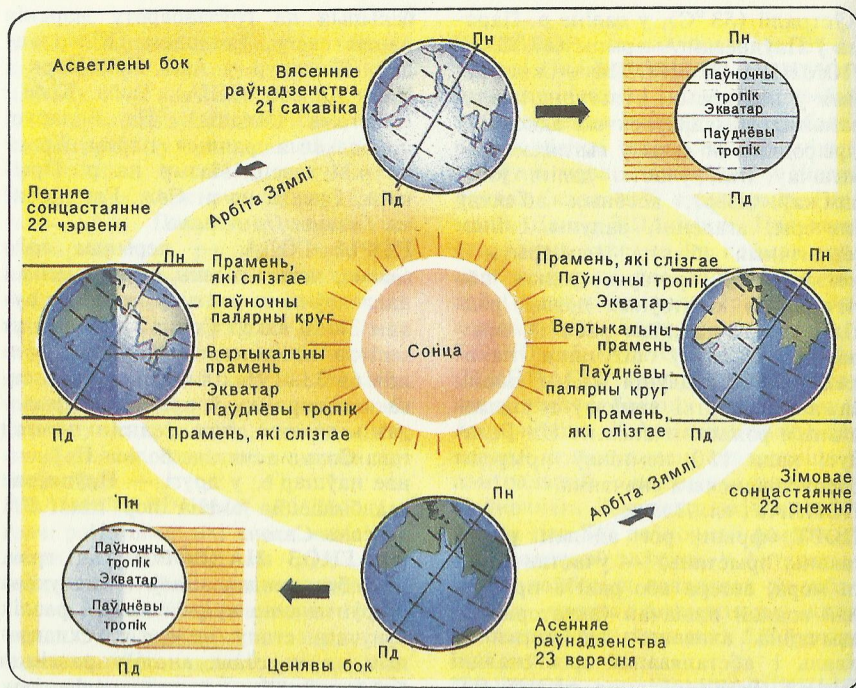 Асветлены бок
Вясенняе
раўнадзенства
21 сакавіка
Пн
Пд
Пн
Паўночны
тропік
Экватар
Паўднёвы
тропік
Пд
Арбіта Зямлі
Летняе
сонцастаянне
22 чэрвеня
Пн
Прамень,
які слізгае
Паўночны
палярны круг
Вертыкальны
прамень
Экватар
Паўднёвы тропік
Пд
Прамень, які слізгае
Сонца
Пн
Прамень, які слізгае
Паўночны тропік
Экватар
Вертыкальны
прамень
Паўднёвы
палярны круг
Прамень,
які слізгае
Пд
Зімовае
сонцастаянне
22 снежня
Арбіта Зямлі
Пн
Паўночны
тропік
Экватар
Паўднёвы
тропік
Пд
Ценявы бок
Пн
Пд
Асенняе
раўнадзенства
23 верасня